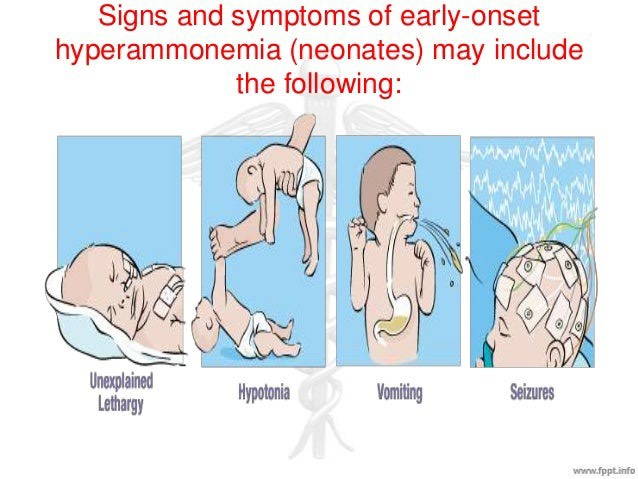 Signs and symptoms of early-onset
hyperammonemia (neonates) may include
the following:
Unexplained
Lethargy
Hypotonia
Vomiting
Seizures
www.fppt.info